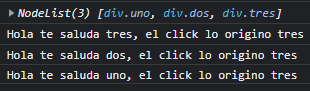 ▶ NodeList(3) [div.uno, div.dos, div.tres]
Hola te saluda tres, el click lo origino tres
Hola te saluda dos, el click lo origino tres
Hola te saluda uno, el click lo origino tres